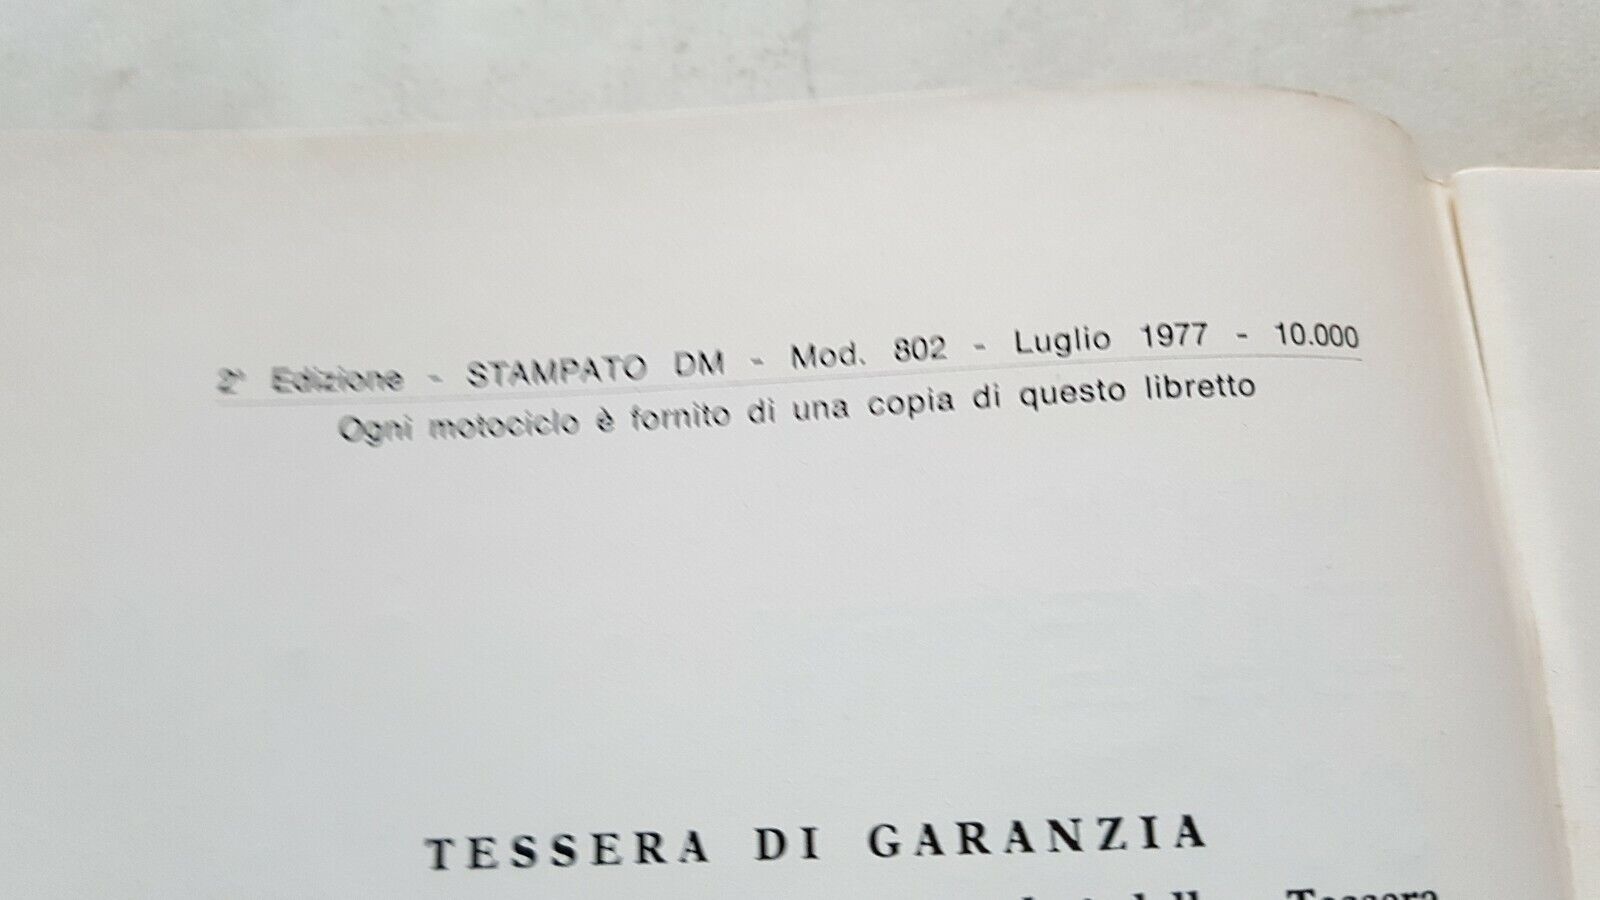 2ª Edizione - STAMPATO DM - Mod. 802 - Luglio 1977 - 10.000
Ogni motociclo è fornito di una copia di questo libretto
TESSERA DI GARANZIA
Tessera